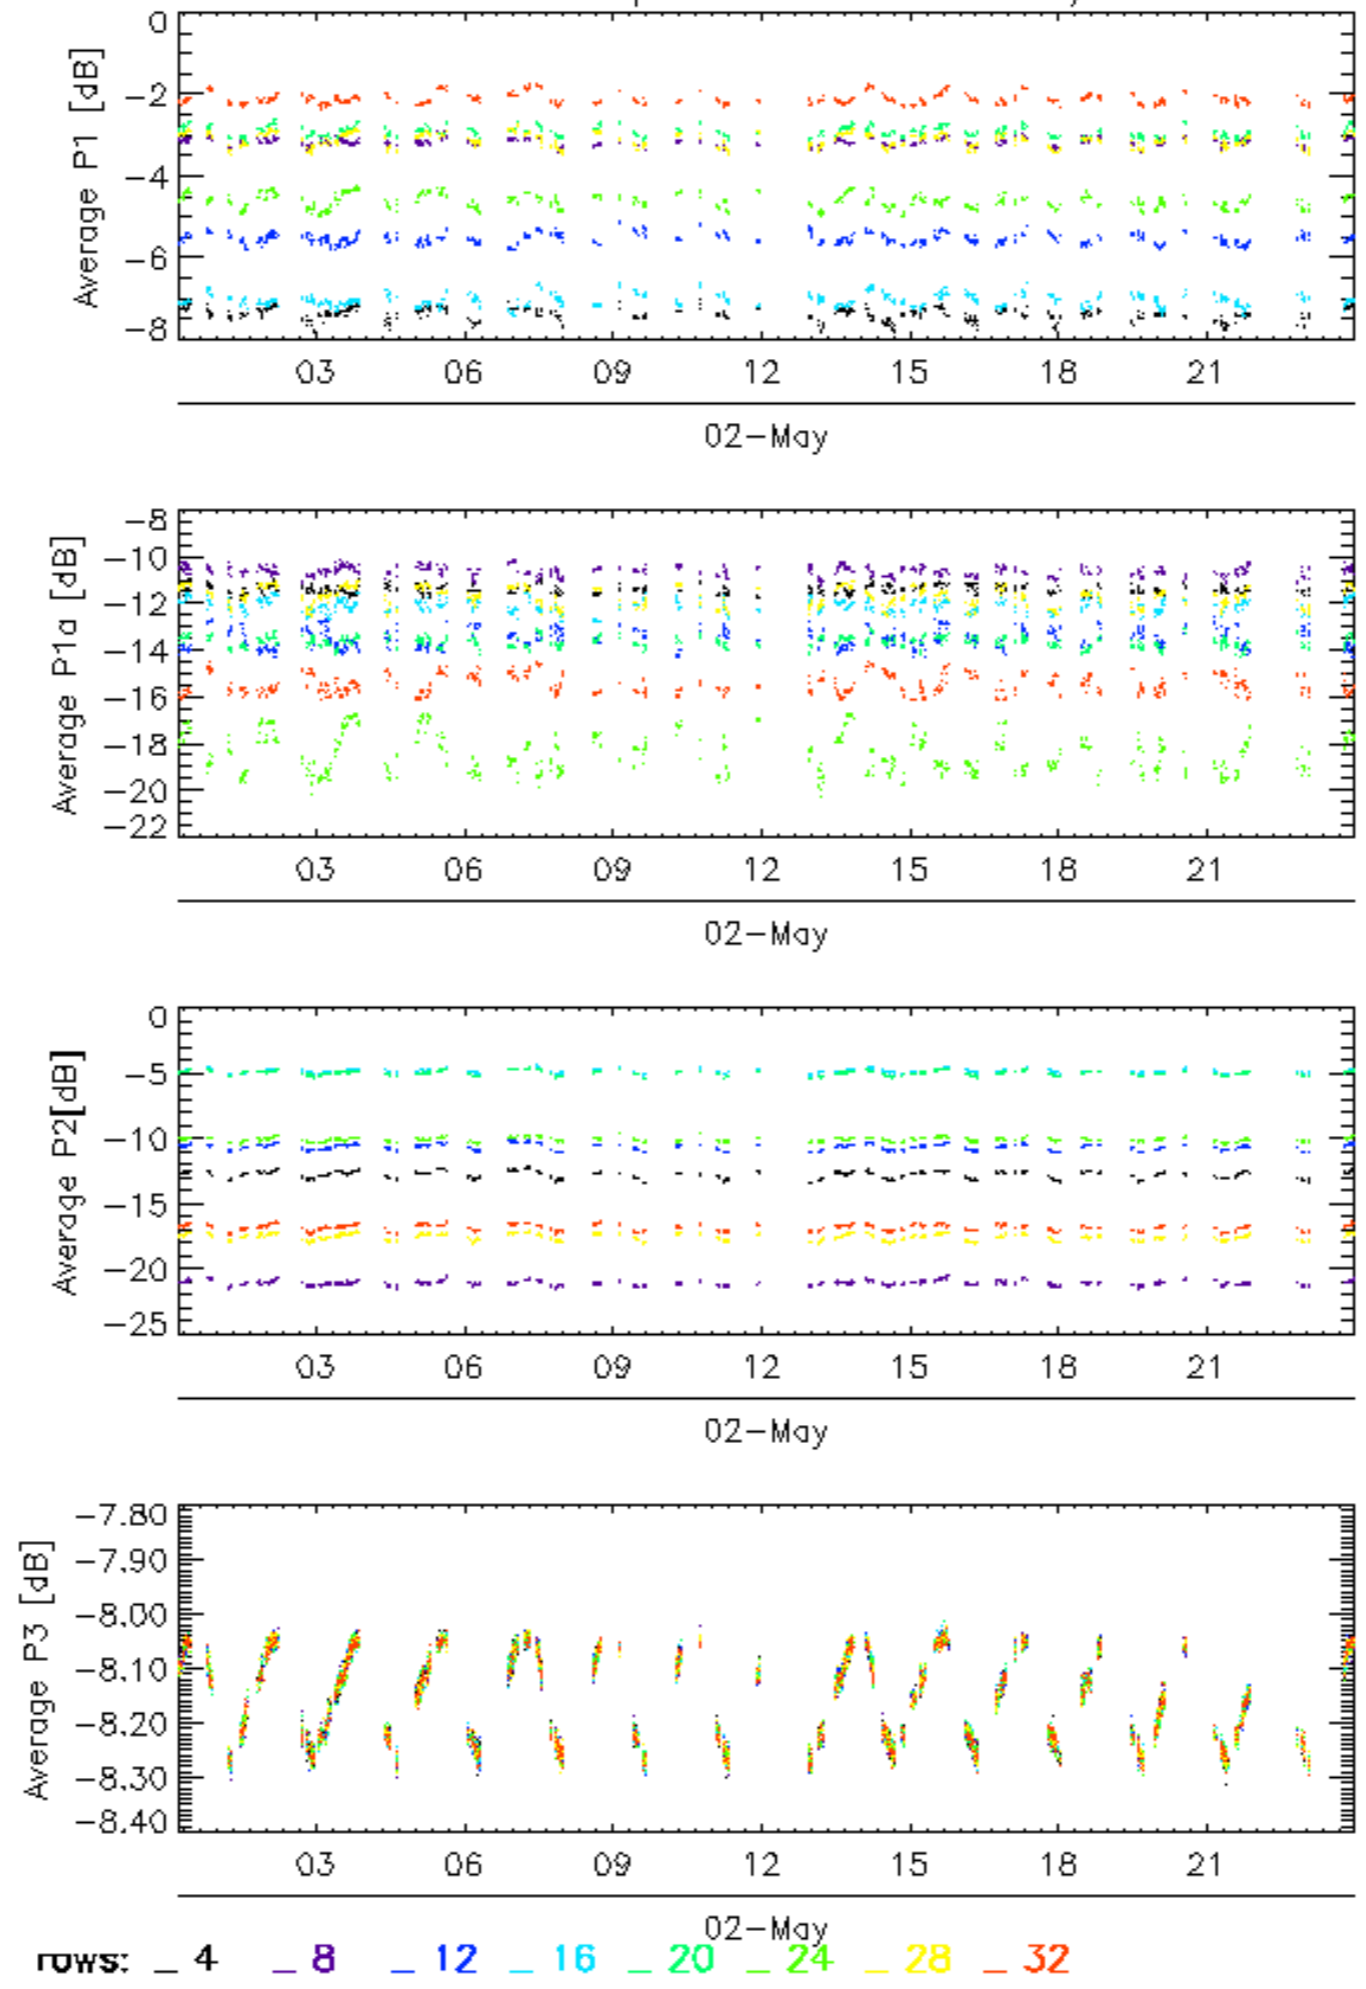 0
-2
-4
-6
-8
Average P1 [dB]
03 06 09 12 15 18 21
02-May
-8
-10
-12
-14
-16
-18
-20
-22
Average P1a [dB]
03 06 09 12 15 18 21
02-May
0
-5
-10
-15
-20
-25
Average P2[dB]
03 06 09 12 15 18 21
02-May
-7.80
-7.90
-8.00
-8.10
-8.20
-8.30
-8.40
Average P3 [dB]
03 06 09 12 15 18 21
02-May
rows: _ 4 _ 8 _ 12 _ 16 _ 20 _ 24 _ 28 _ 32